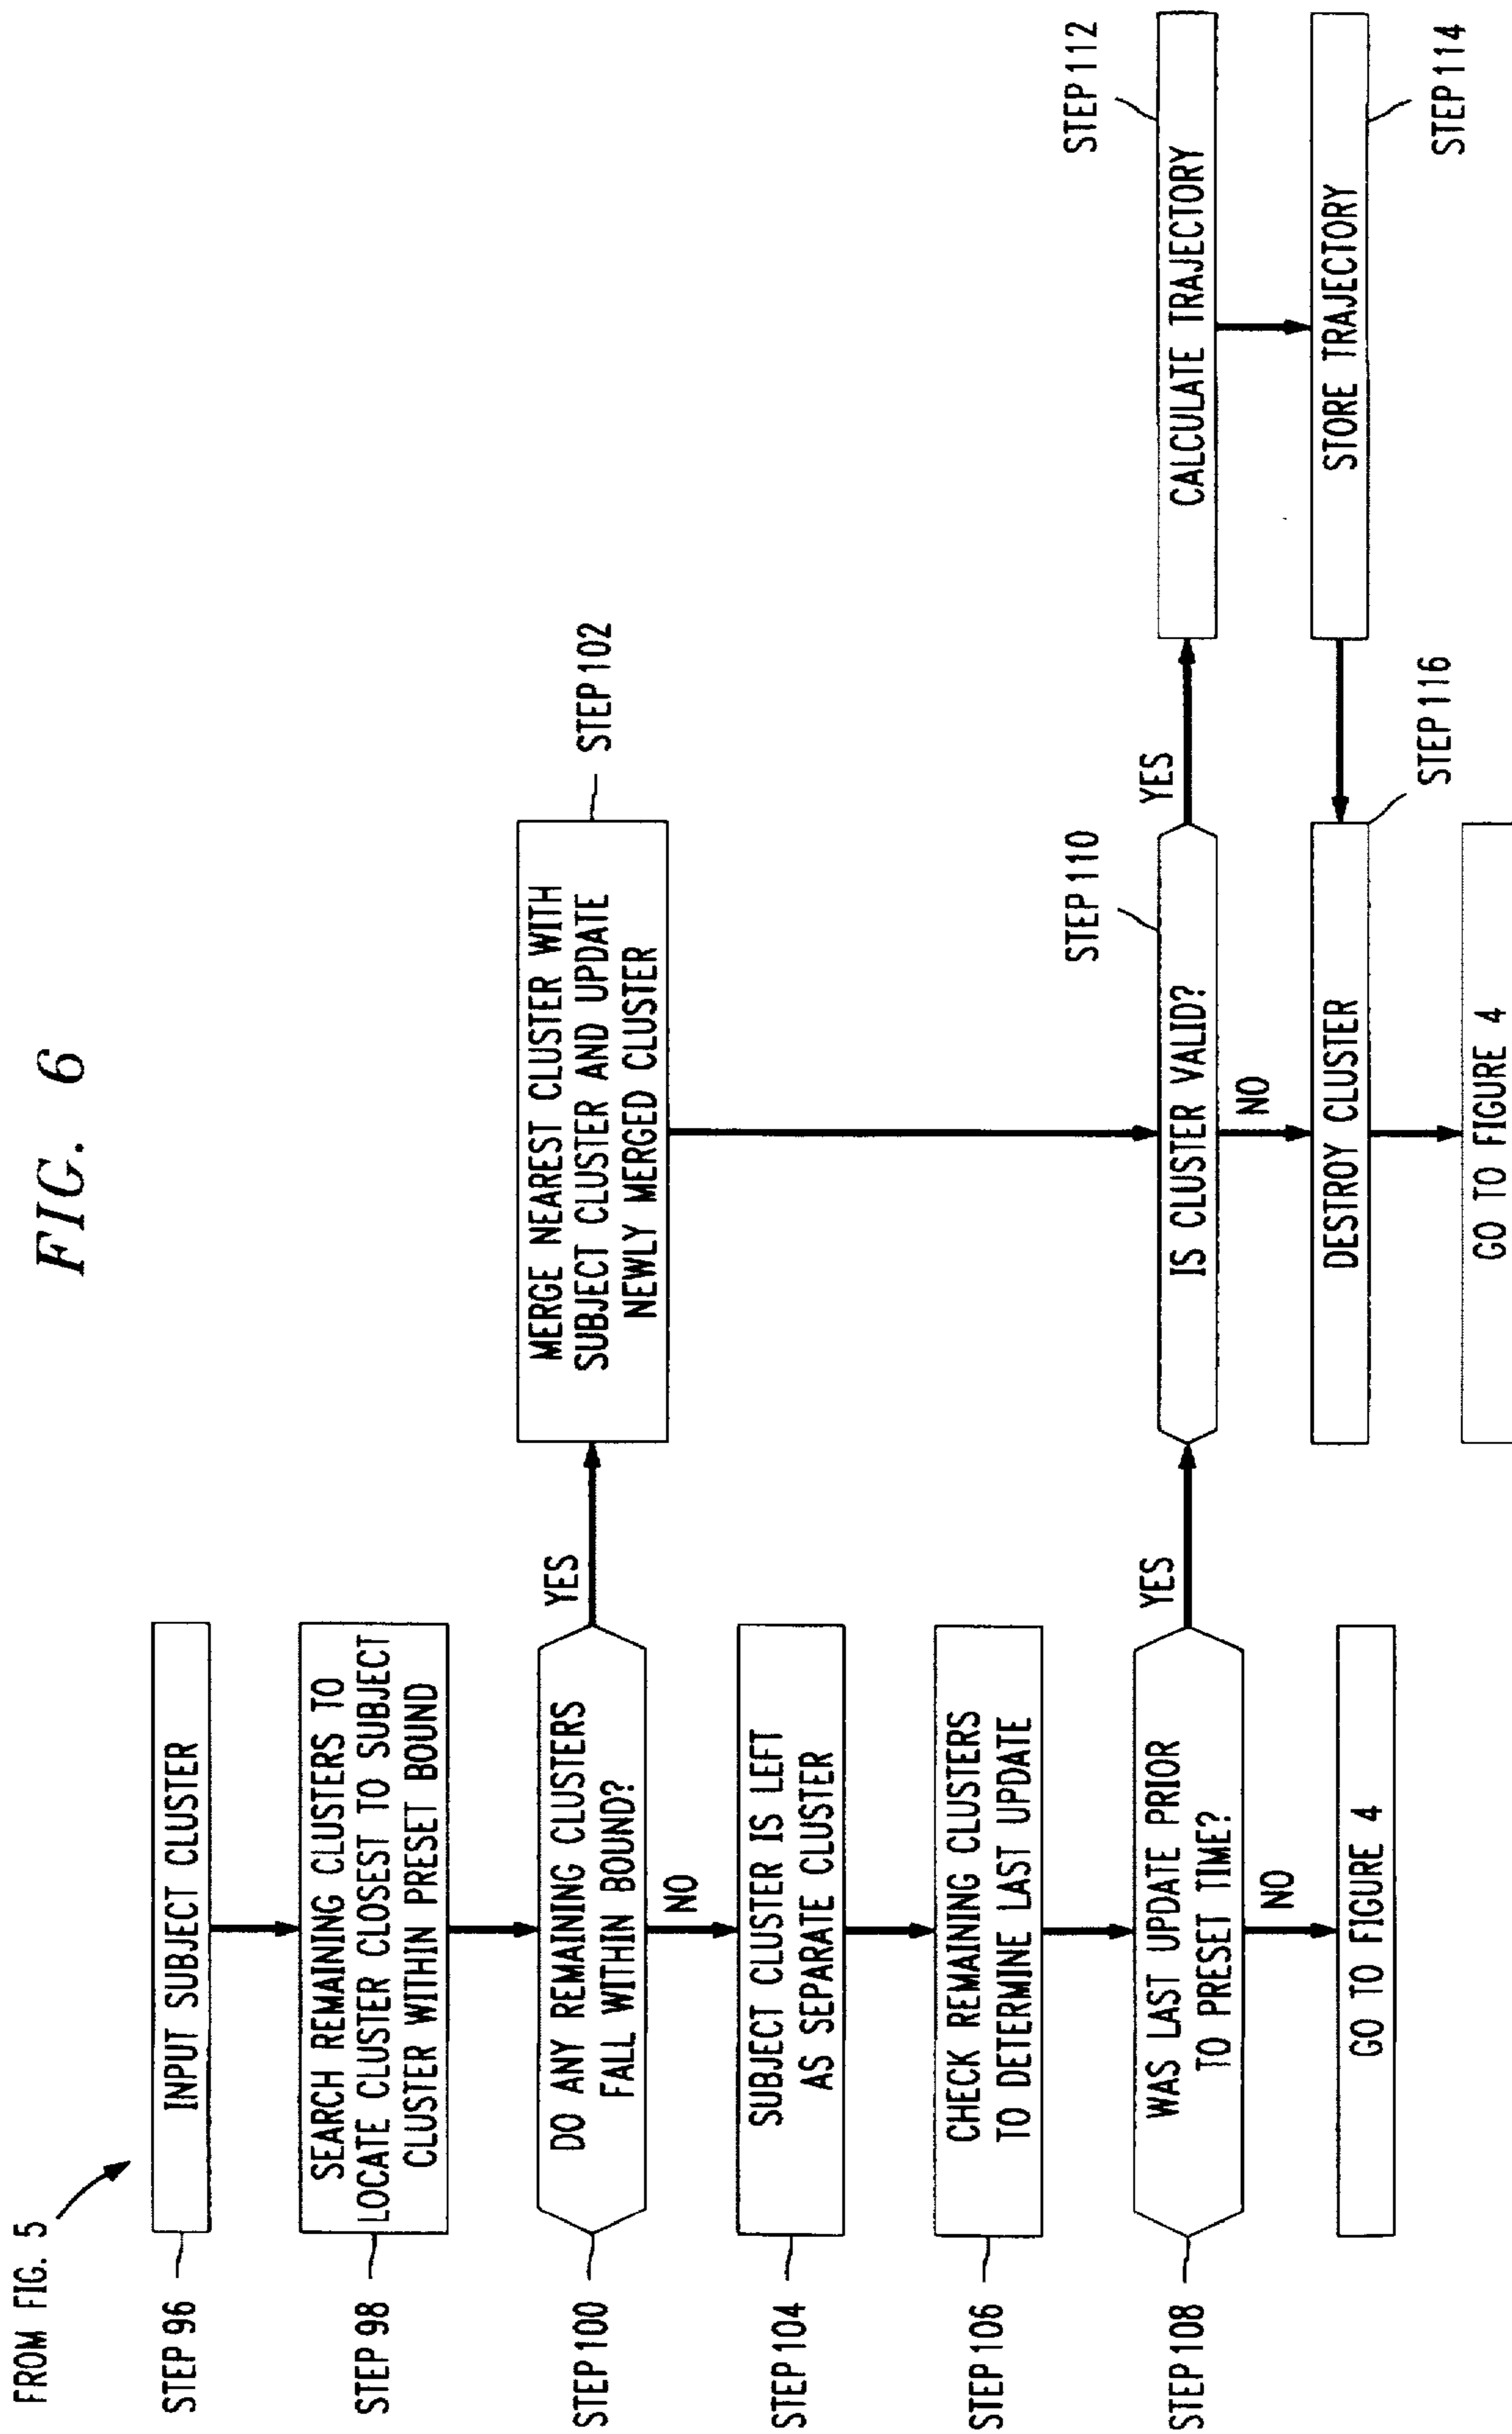 FIG. 6
FROM FIG. 5
STEP 96
INPUT SUBJECT CLUSTER
STEP 98
SEARCH REMAINING CLUSTERS TO
LOCATE CLUSTER CLOSEST TO SUBJECT
CLUSTER WITHIN PRESET BOUND
STEP 100
DO ANY REMAINING CLUSTERS
FALL WITHIN BOUND?
YES
NO
MERGE NEAREST CLUSTER WITH
SUBJECT CLUSTER AND UPDATE
NEWLY MERGED CLUSTER
STEP 102
STEP 104
SUBJECT CLUSTER IS LEFT
AS SEPARATE CLUSTER
STEP 106
CHECK REMAINING CLUSTERS
TO DETERMINE LAST UPDATE
STEP 108
WAS LAST UPDATE PRIOR
TO PRESET TIME?
YES
NO
GO TO FIGURE 4
STEP 110
IS CLUSTER VALID?
YES
NO
STEP 112
CALCULATE TRAJECTORY
STORE TRAJECTORY
STEP 114
DESTROY CLUSTER
STEP 116
GO TO FIGURE 4